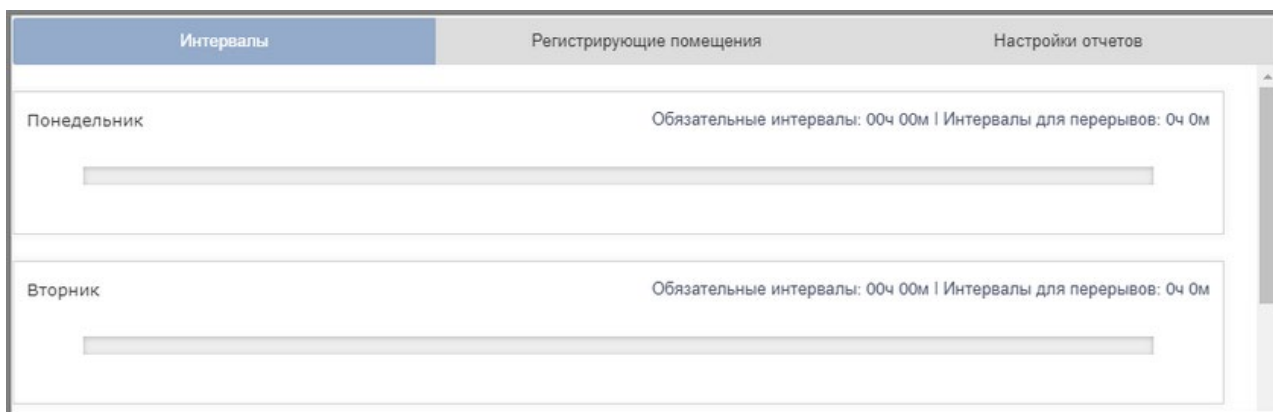 Интервалы Регистрирующие помещения Настройки отчетов
Понедельник Обязательные интервалы: 00ч 00м | Интервалы для перерывов: 0ч 0м
Вторник Обязательные интервалы: 00ч 00м | Интервалы для перерывов: 0ч 0м